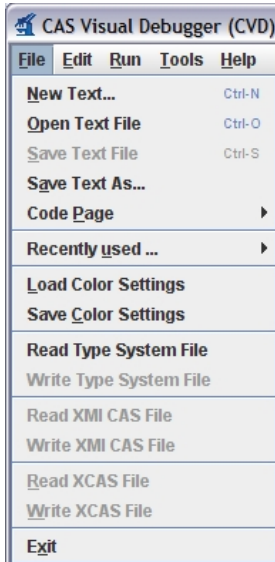 CAS Visual Debugger (CVD)
File Edit Run Tools Help
New Text... Ctrl-N
Open Text File Ctrl-O
Save Text File Ctrl-S
Save Text As...
Code Page
Recently used ...
Load Color Settings
Save Color Settings
Read Type System File
Write Type System File
Read XMI CAS File
Write XMI CAS File
Read XCAS File
Write XCAS File
Exit